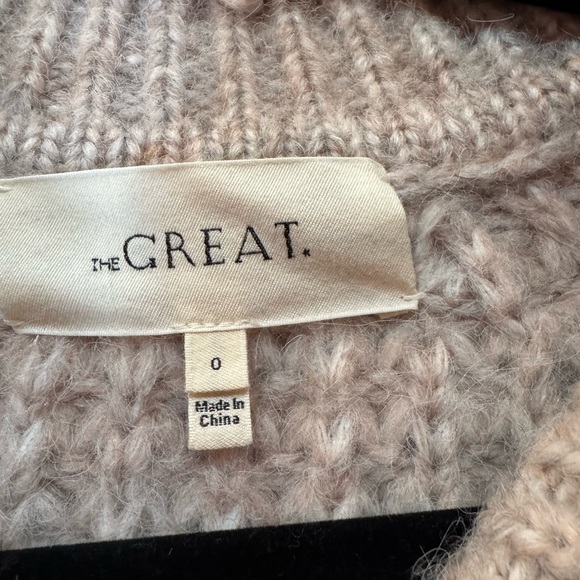 THE GREAT.
0
Made In
China